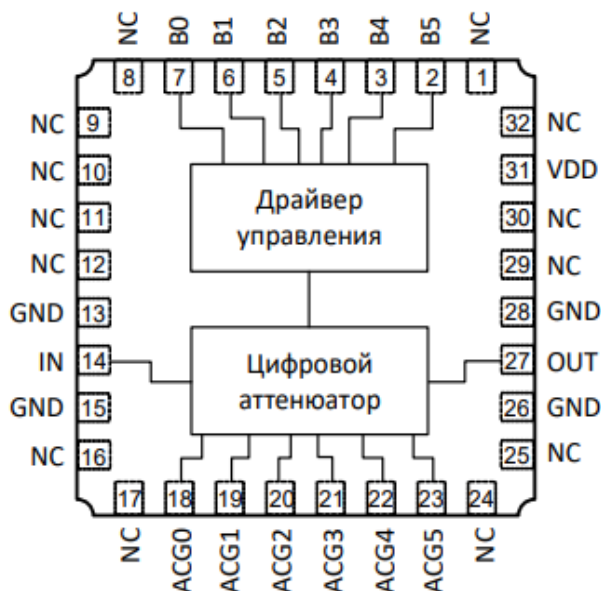 NC B0 B1 B2 B3 B4 B5 NC
8 7 6 5 4 3 2 1
NC 9
32 NC
NC 10
31 VDD
NC 11
30 NC
NC 12
29 NC
GND 13
28 GND
IN 14
27 OUT
GND 15
26 GND
NC 16
25 NC
Драйвер
управления
Цифровой
аттенюатор
17 18 19 20 21 22 23 24
NC ACG0 ACG1 ACG2 ACG3 ACG4 ACG5 NC